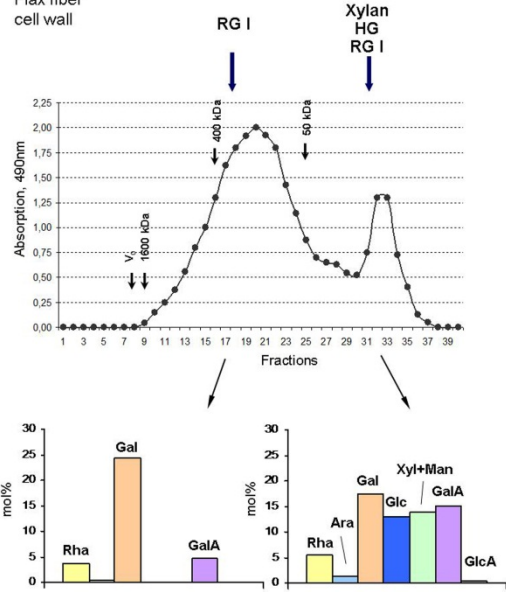 Flax fiber
cell wall
RG I
Xylan
HG
RG I
2,25
2,00
1,75
1,50
1,25
1,00
0,75
0,50
0,25
0,00
Absorption, 490nm
V₀
1600 kDa
400 kDa
50 kDa
1 3 5 7 9 11 13 15 17 19 21 23 25 27 29 31 33 35 37 39
Fractions
30
25
20
15
10
5
0
mol%
Rha
Gal
GalA
30
25
20
15
10
5
0
mol%
Rha
Ara
Gal
Glc
Xyl+Man
GalA
GlcA